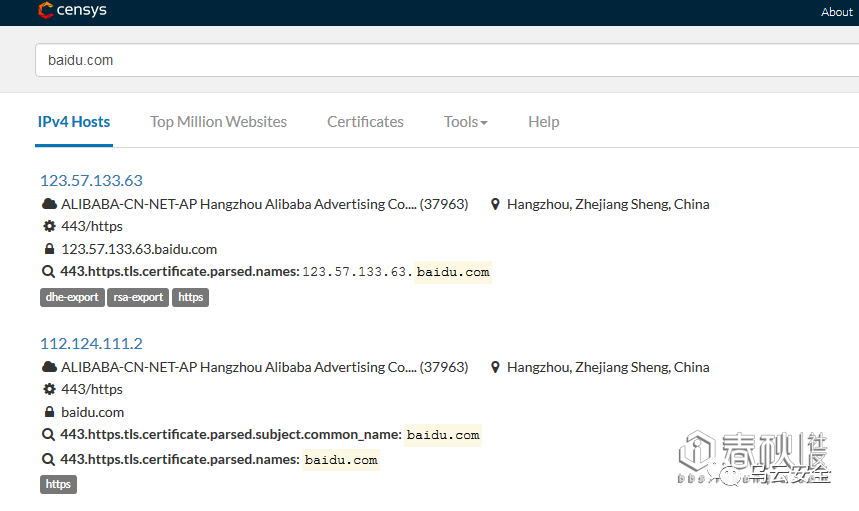 censys
About
baidu.com
IPv4 Hosts Top Million Websites Certificates Tools Help
123.57.133.63
ALIBABA-CN-NET-AP Hangzhou Alibaba Advertising Co.... (37963) Hangzhou, Zhejiang Sheng, China
443/https
123.57.133.63.baidu.com
443.https.tls.certificate.parsed.names: 123.57.133.63.baidu.com
dhe-export rsa-export https
112.124.111.2
ALIBABA-CN-NET-AP Hangzhou Alibaba Advertising Co.... (37963) Hangzhou, Zhejiang Sheng, China
443/https
baidu.com
443.https.tls.certificate.parsed.subject.common_name: baidu.com
443.https.tls.certificate.parsed.names: baidu.com
https
春秋 社区
乌云安全